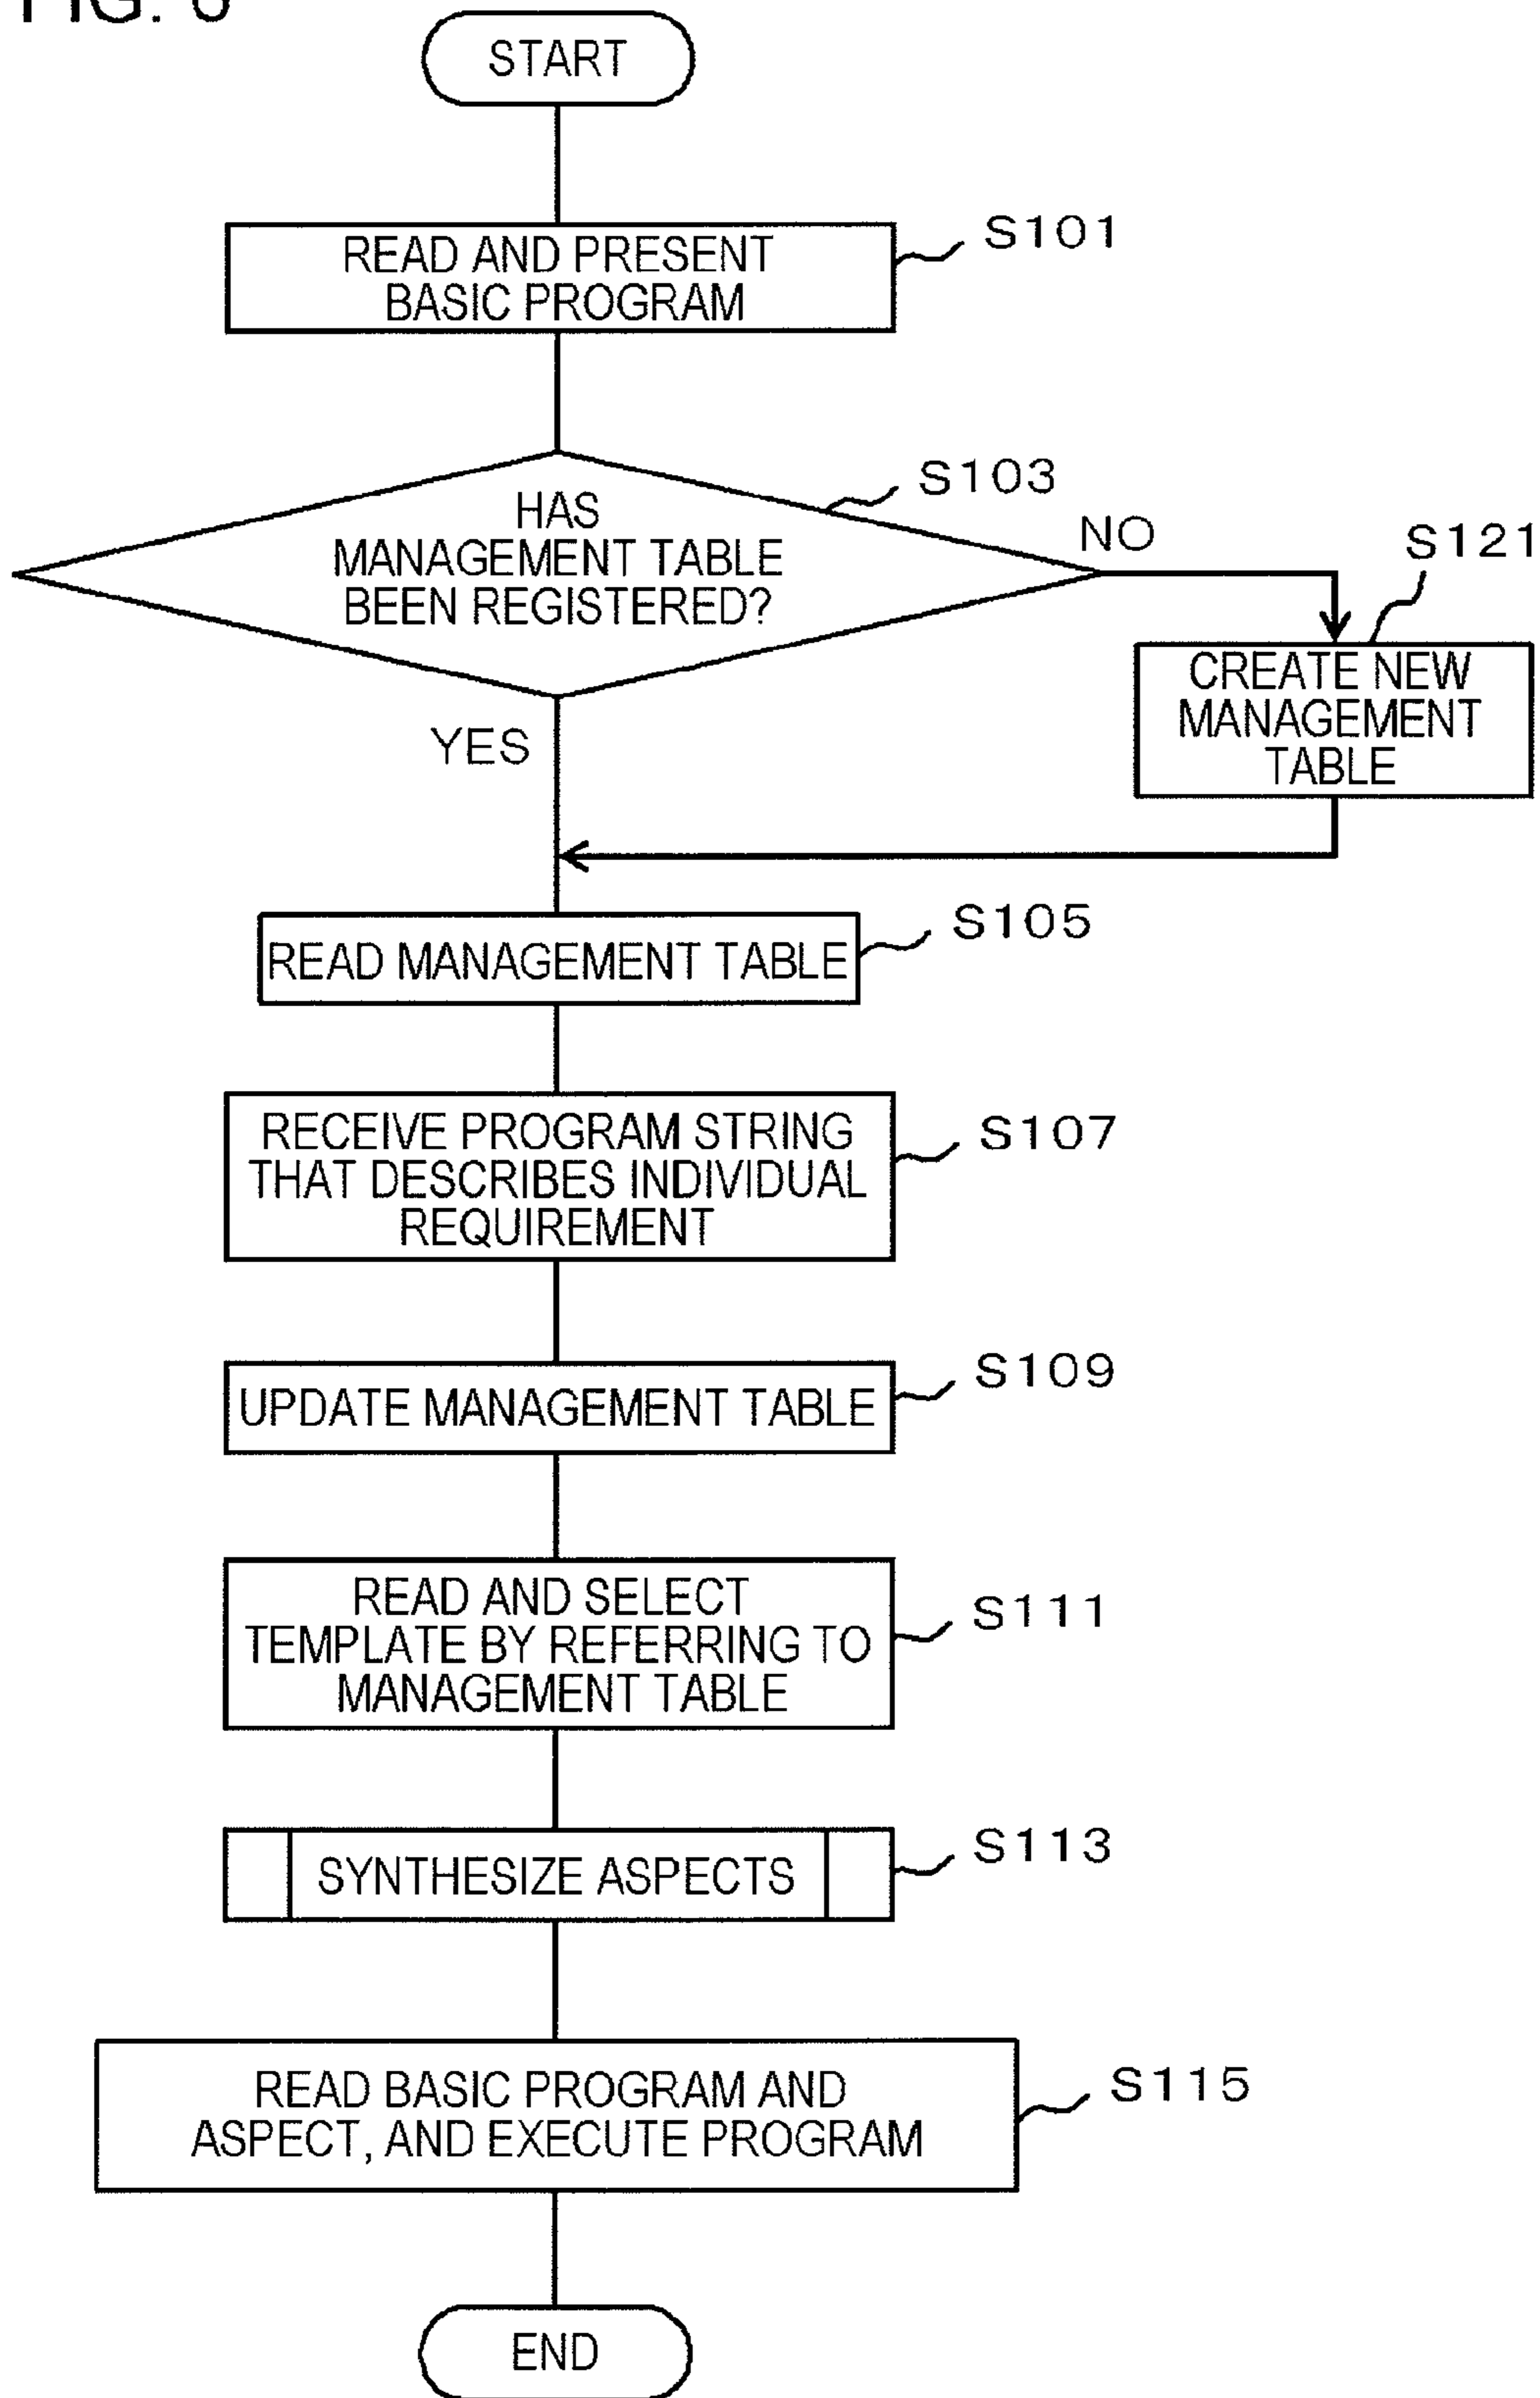 START
READ AND PRESENT
BASIC PROGRAM
S101
HAS
MANAGEMENT TABLE
BEEN REGISTERED?
S103
NO
S121
CREATE NEW
MANAGEMENT
TABLE
YES
READ MANAGEMENT TABLE
S105
RECEIVE PROGRAM STRING
THAT DESCRIBES INDIVIDUAL
REQUIREMENT
S107
UPDATE MANAGEMENT TABLE
S109
READ AND SELECT
TEMPLATE BY REFERRING TO
MANAGEMENT TABLE
S111
SYNTHESIZE ASPECTS
S113
READ BASIC PROGRAM AND
ASPECT, AND EXECUTE PROGRAM
S115
END